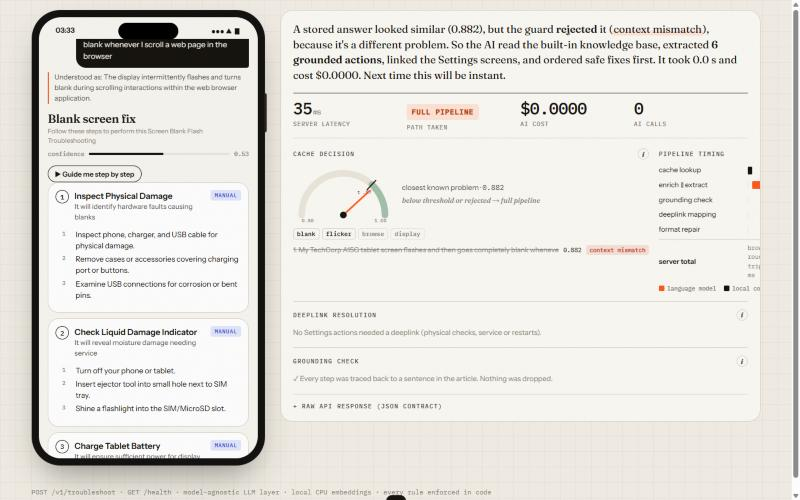 03:33
blank whenever I scroll a web page in the
browser
Understood as: The display intermittently flashes and turns
blank during scrolling interactions within the web browser
application.
Blank screen fix
Follow these steps to perform this Screen Blank Flash
Troubleshooting
confidence 0.53
▶ Guide me step by step
1 Inspect Physical Damage MANUAL
It will identify hardware faults causing
blanks
1 Inspect phone, charger, and USB cable for
physical damage.
2 Remove cases or accessories covering charging
port or buttons.
3 Examine USB connections for corrosion or bent
pins.
2 Check Liquid Damage Indicator MANUAL
It will reveal moisture damage needing
service
1 Turn off your phone or tablet.
2 Insert ejector tool into small hole next to SIM
tray.
3 Shine a flashlight into the SIM/MicroSD slot.
3 Charge Tablet Battery MANUAL
It will ensure sufficient power for display
A stored answer looked similar (0.882), but the guard rejected it (context mismatch),
because it's a different problem. So the AI read the built-in knowledge base, extracted 6
grounded actions, linked the Settings screens, and ordered safe fixes first. It took 0.0 s and
cost $0.0000. Next time this will be instant.
35ms FULL PIPELINE $0.0000 0
SERVER LATENCY PATH TAKEN AI COST AI CALLS
CACHE DECISION i
closest known problem · 0.882
below threshold or rejected → full pipeline
0.80 τ 1.00
blank flicker browse display
1. My TechCorp A15G tablet screen flashes and then goes completely blank wheneve 0.882 context mismatch
PIPELINE TIMING
cache lookup
enrich ∥ extract
grounding check
deeplink mapping
format repair
server total
ms
language model local co
DEEPLINK RESOLUTION i
No Settings actions needed a deeplink (physical checks, service or restarts).
GROUNDING CHECK i
✓ Every step was traced back to a sentence in the article. Nothing was dropped.
+ RAW API RESPONSE (JSON CONTRACT)
POST /v1/troubleshoot · GET /health · model-agnostic LLM layer · local CPU embeddings · every rule enforced in code